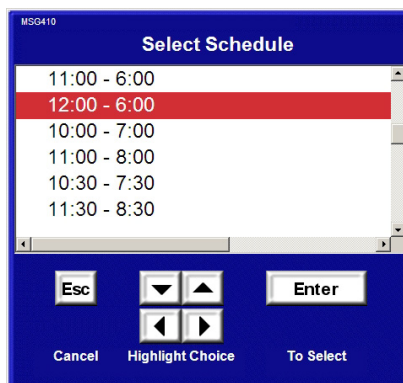 MSG410
Select Schedule
11:00 - 6:00
12:00 - 6:00
10:00 - 7:00
11:00 - 8:00
10:30 - 7:30
11:30 - 8:30
Esc
Enter
Cancel Highlight Choice To Select